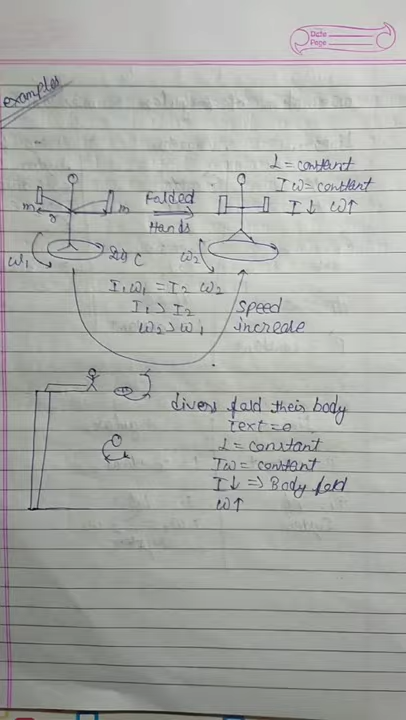 Date
Page
examples
L = constant
Iω = constant
I↓ ω↑
Folded
Hands
m r m
ω1
ω2
I1ω1 = I2 ω2
I1 > I2
ω2 > ω1
speed
increase
divers fold their body
τext = 0
L = constant
Iω = constant
I↓ => Body fold
ω↑